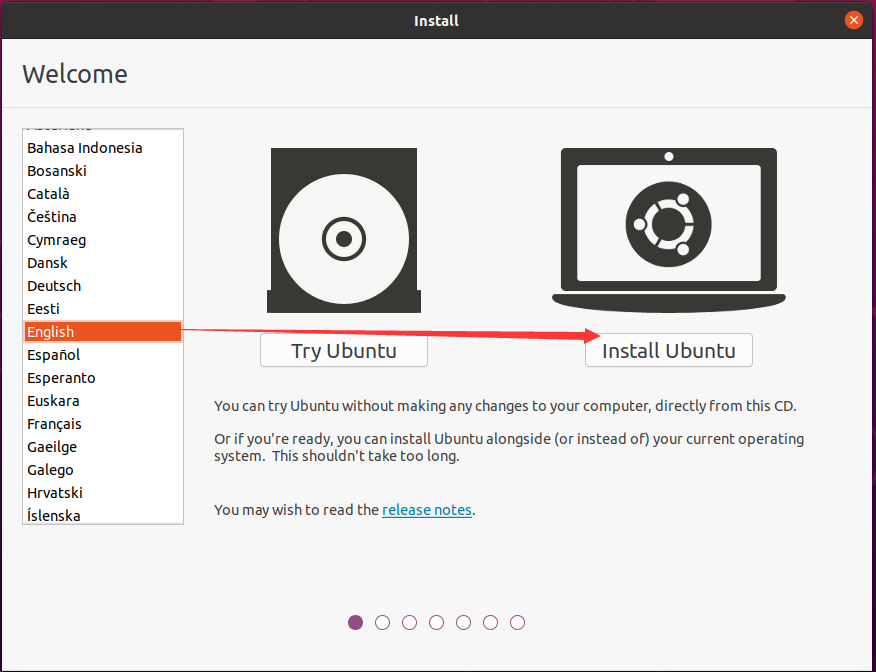 Install
Welcome
Bahasa Indonesia
Bosanski
Català
Čeština
Cymraeg
Dansk
Deutsch
Eesti
English
Español
Esperanto
Euskara
Français
Gaeilge
Galego
Hrvatski
Íslenska
Try Ubuntu
Install Ubuntu
You can try Ubuntu without making any changes to your computer, directly from this CD.
Or if you're ready, you can install Ubuntu alongside (or instead of) your current operating
system.  This shouldn't take too long.
You may wish to read the release notes.